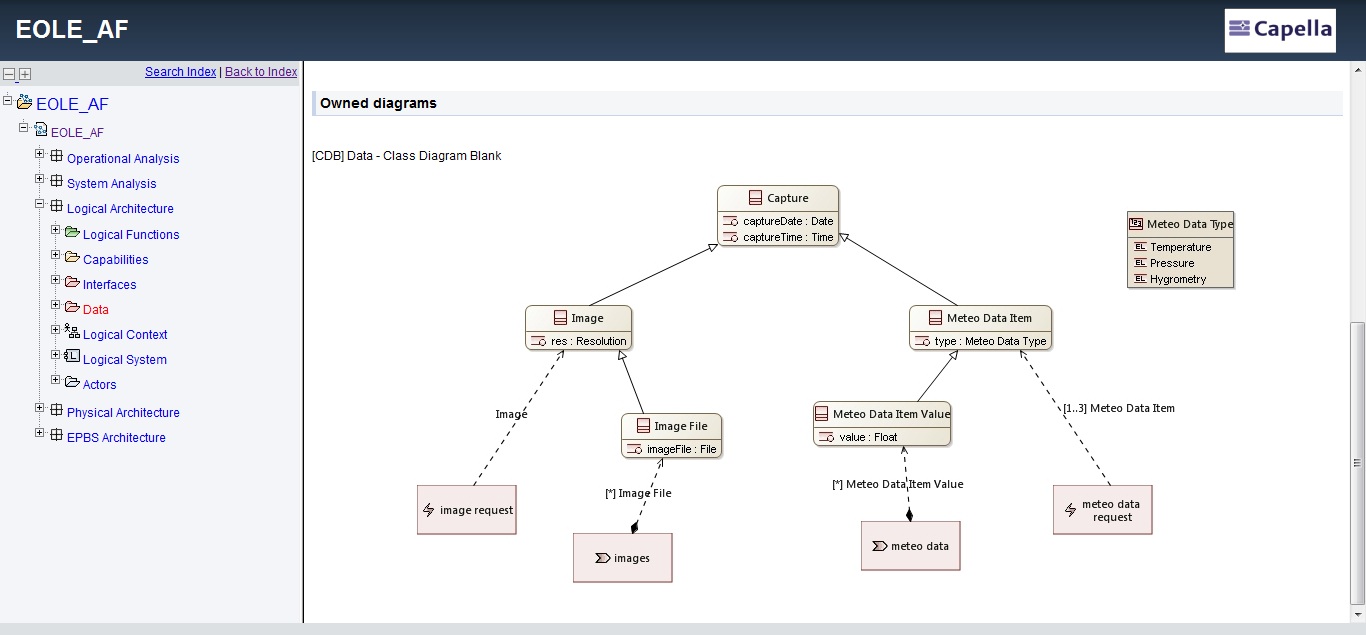 EOLE_AF
Capella
Search Index | Back to Index
EOLE_AF
EOLE_AF
Operational Analysis
System Analysis
Logical Architecture
Logical Functions
Capabilities
Interfaces
Data
Logical Context
Logical System
Actors
Physical Architecture
EPBS Architecture
Owned diagrams
[CDB] Data - Class Diagram Blank
Capture
captureDate : Date
captureTime : Time
Meteo Data Type
EL Temperature
EL Pressure
EL Hygrometry
Image
res : Resolution
Meteo Data Item
type : Meteo Data Type
Image
Image File
imageFile : File
Meteo Data Item Value
value : Float
[1..3] Meteo Data Item
[*] Image File
[*] Meteo Data Item Value
image request
images
meteo data
meteo data
request